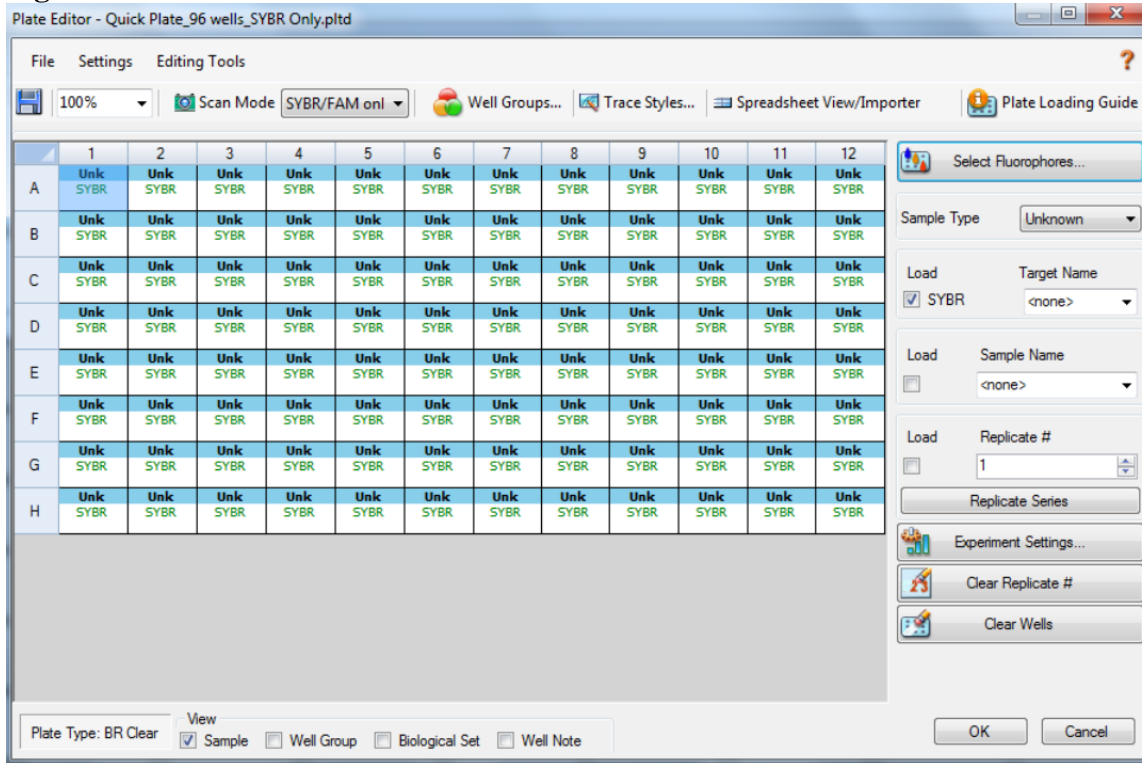 Plate Editor - Quick Plate_96 wells_SYBR Only.pltd
File Settings Editing Tools ?
100% Scan Mode SYBR/FAM onl Well Groups... Trace Styles... Spreadsheet View/Importer Plate Loading Guide
1 2 3 4 5 6 7 8 9 10 11 12
A Unk Unk Unk Unk Unk Unk Unk Unk Unk Unk Unk Unk
SYBR SYBR SYBR SYBR SYBR SYBR SYBR SYBR SYBR SYBR SYBR SYBR
B Unk Unk Unk Unk Unk Unk Unk Unk Unk Unk Unk Unk
SYBR SYBR SYBR SYBR SYBR SYBR SYBR SYBR SYBR SYBR SYBR SYBR
C Unk Unk Unk Unk Unk Unk Unk Unk Unk Unk Unk Unk
SYBR SYBR SYBR SYBR SYBR SYBR SYBR SYBR SYBR SYBR SYBR SYBR
D Unk Unk Unk Unk Unk Unk Unk Unk Unk Unk Unk Unk
SYBR SYBR SYBR SYBR SYBR SYBR SYBR SYBR SYBR SYBR SYBR SYBR
E Unk Unk Unk Unk Unk Unk Unk Unk Unk Unk Unk Unk
SYBR SYBR SYBR SYBR SYBR SYBR SYBR SYBR SYBR SYBR SYBR SYBR
F Unk Unk Unk Unk Unk Unk Unk Unk Unk Unk Unk Unk
SYBR SYBR SYBR SYBR SYBR SYBR SYBR SYBR SYBR SYBR SYBR SYBR
G Unk Unk Unk Unk Unk Unk Unk Unk Unk Unk Unk Unk
SYBR SYBR SYBR SYBR SYBR SYBR SYBR SYBR SYBR SYBR SYBR SYBR
H Unk Unk Unk Unk Unk Unk Unk Unk Unk Unk Unk Unk
SYBR SYBR SYBR SYBR SYBR SYBR SYBR SYBR SYBR SYBR SYBR SYBR
Select Fluorophores...
Sample Type Unknown
Load Target Name
SYBR <none>
Load Sample Name
<none>
Load Replicate #
1
Replicate Series
Experiment Settings...
Clear Replicate #
Clear Wells
Plate Type: BR Clear
View
Sample Well Group Biological Set Well Note
OK Cancel